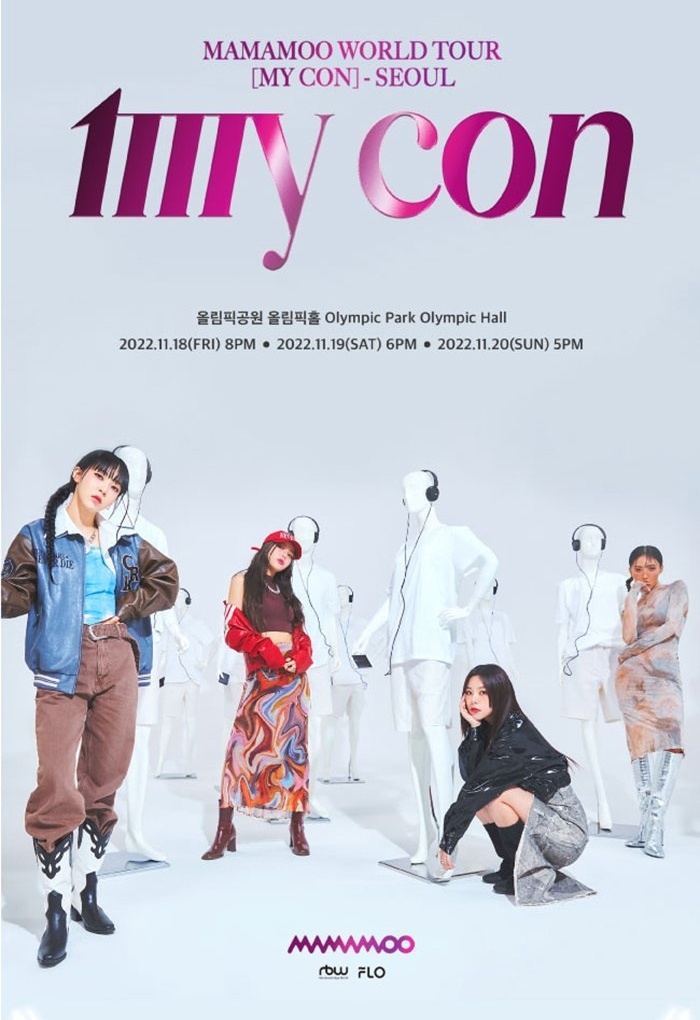 MAMAMOO WORLD TOUR
[MY CON] - SEOUL
my con
올림픽공원 올림픽홀 Olympic Park Olympic Hall
2022.11.18(FRI) 8PM ● 2022.11.19(SAT) 6PM ● 2022.11.20(SUN) 5PM
MAMAMOO
rbw FLO